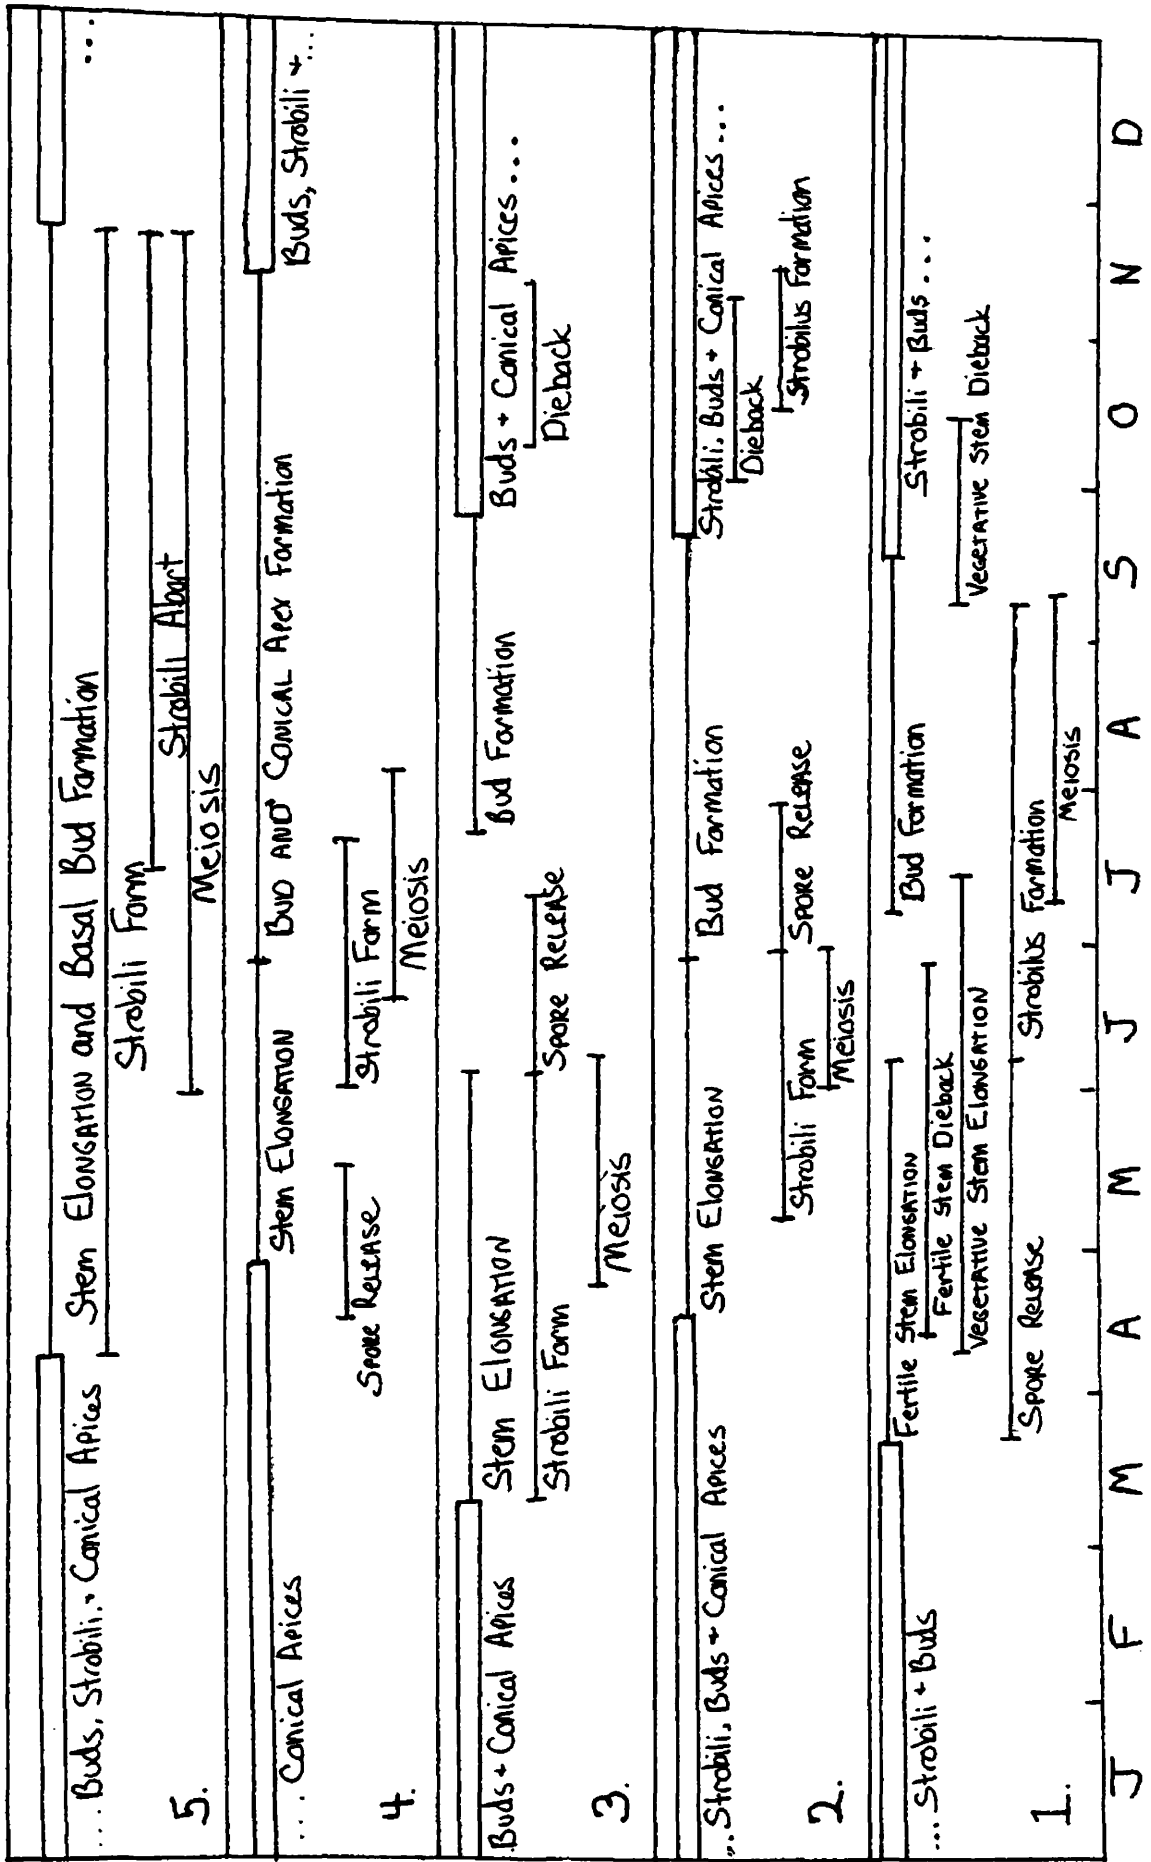 .... Buds, Strobili, + Conical Apices
Stem Elongation and Basal Bud Formation
...
Strobili Form
Strobili Abort
Meiosis
5.
.... Conical Apices
Stem Elongation
Bud and Conical Apex Formation
Buds, Strobili +...
Spore Release
Strobili Form
Meiosis
4.
Buds + Conical Apices
Stem Elongation
Bud Formation
Buds + Conical Apices...
Strobili Form
Spore Release
Dieback
Meiosis
3.
...Strobili, Buds + Conical Apices
Stem Elongation
Bud Formation
Strobili, Buds + Conical Apices...
Dieback
Strobili Form
Spore Release
Strobilus Formation
Meiosis
2.
....Strobili + Buds
Fertile Stem Elongation
Bud Formation
Strobili + Buds...
Fertile Stem Dieback
Vegetative Stem Elongation
Vegetative Stem Dieback
Spore Release
Strobilus Formation
Meiosis
1.
J F M A M J J A S O N D